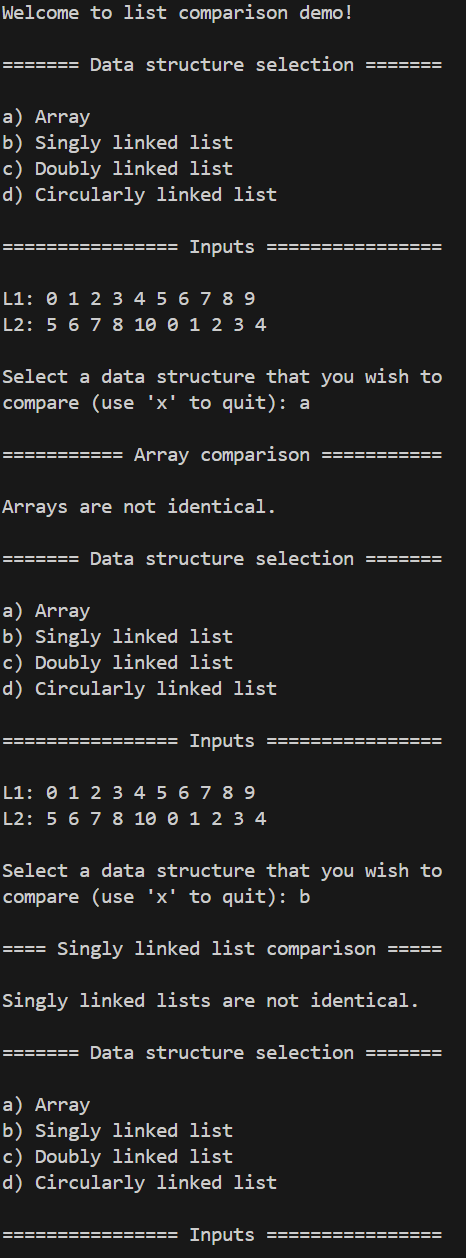 Welcome to list comparison demo!
======= Data structure selection =======
a) Array
b) Singly linked list
c) Doubly linked list
d) Circularly linked list
================ Inputs ================
L1: 0 1 2 3 4 5 6 7 8 9
L2: 5 6 7 8 10 0 1 2 3 4
Select a data structure that you wish to
compare (use 'x' to quit): a
=========== Array comparison ===========
Arrays are not identical.
======= Data structure selection =======
a) Array
b) Singly linked list
c) Doubly linked list
d) Circularly linked list
================ Inputs ================
L1: 0 1 2 3 4 5 6 7 8 9
L2: 5 6 7 8 10 0 1 2 3 4
Select a data structure that you wish to
compare (use 'x' to quit): b
==== Singly linked list comparison =====
Singly linked lists are not identical.
======= Data structure selection =======
a) Array
b) Singly linked list
c) Doubly linked list
d) Circularly linked list
================ Inputs ================